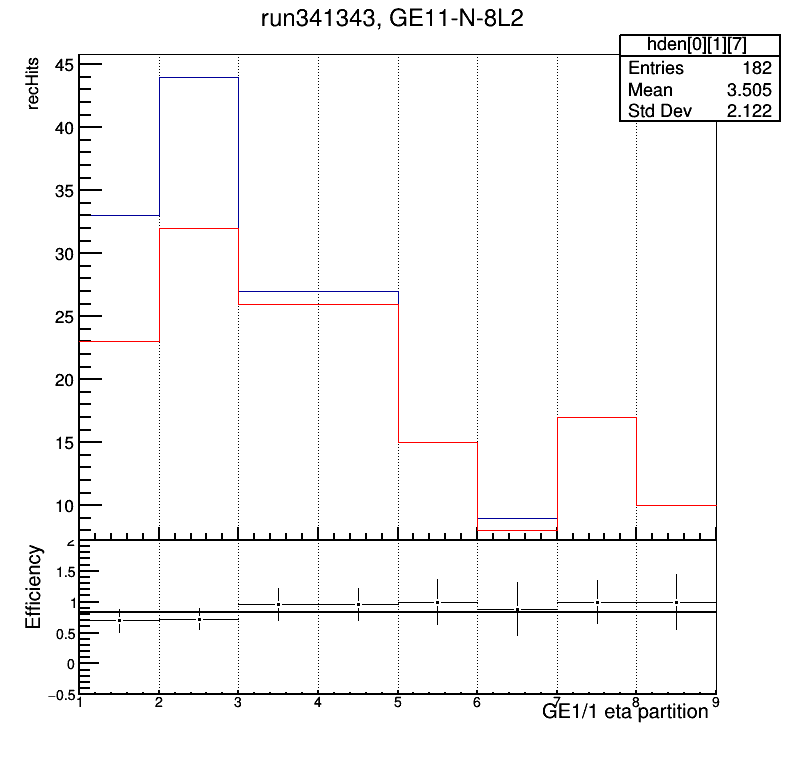 run341343, GE11-N-8L2
hden[0][1][7]
Entries 182
Mean 3.505
Std Dev 2.122
recHits
45
40
35
30
25
20
15
10
Efficiency
2
1.5
1
0.5
0
−0.5
1 2 3 4 5 6 7 8 9
GE1/1 eta partition